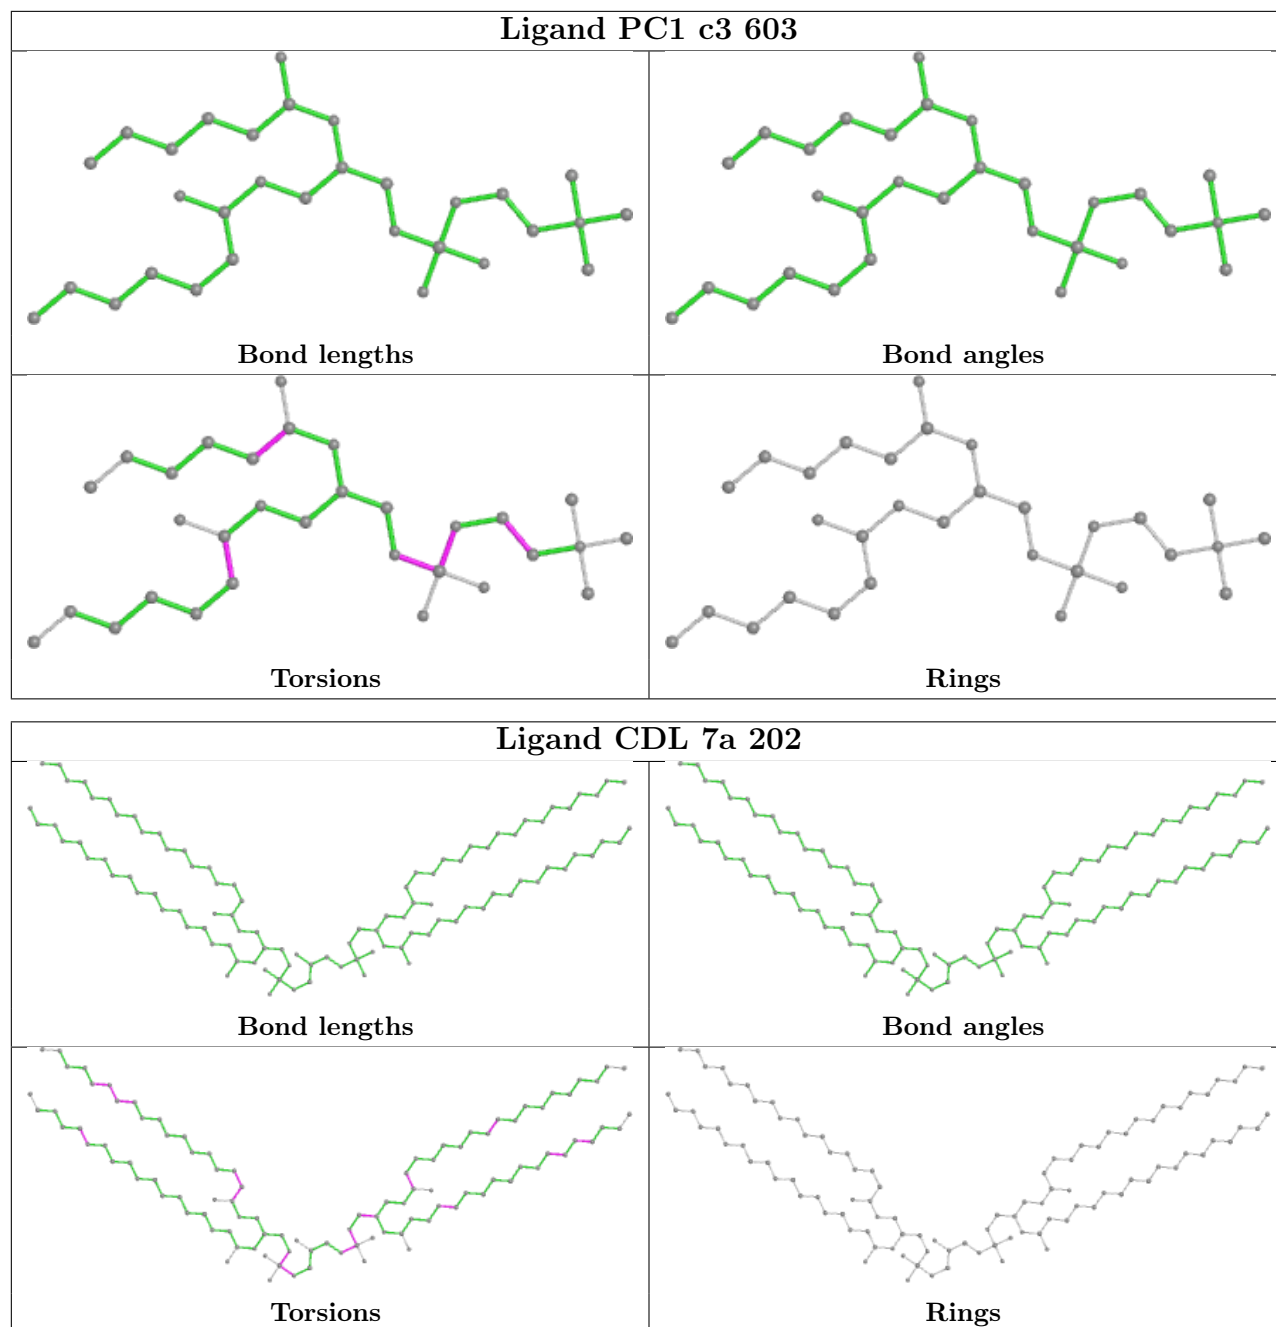 Ligand PC1 c3 603
Bond lengths
Bond angles
Torsions
Rings
Ligand CDL 7a 202
Bond lengths
Bond angles
Torsions
Rings